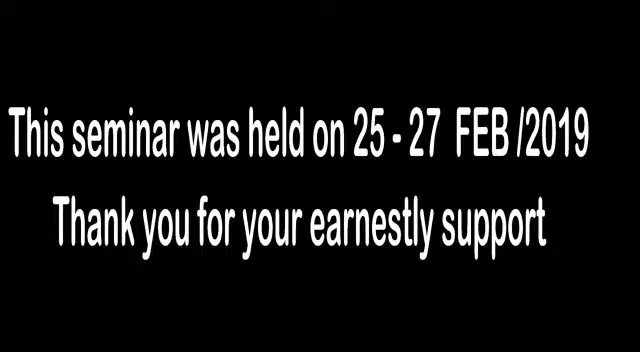 This seminar was held on 25 - 27 FEB /2019
Thank you for your earnestly support